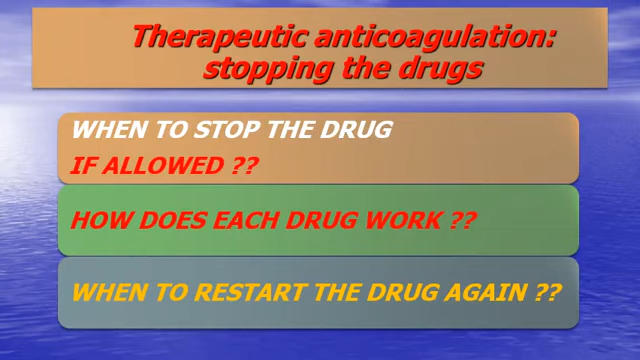 Therapeutic anticoagulation:
stopping the drugs
WHEN TO STOP THE DRUG
IF ALLOWED ??
HOW DOES EACH DRUG WORK ??
WHEN TO RESTART THE DRUG AGAIN ??